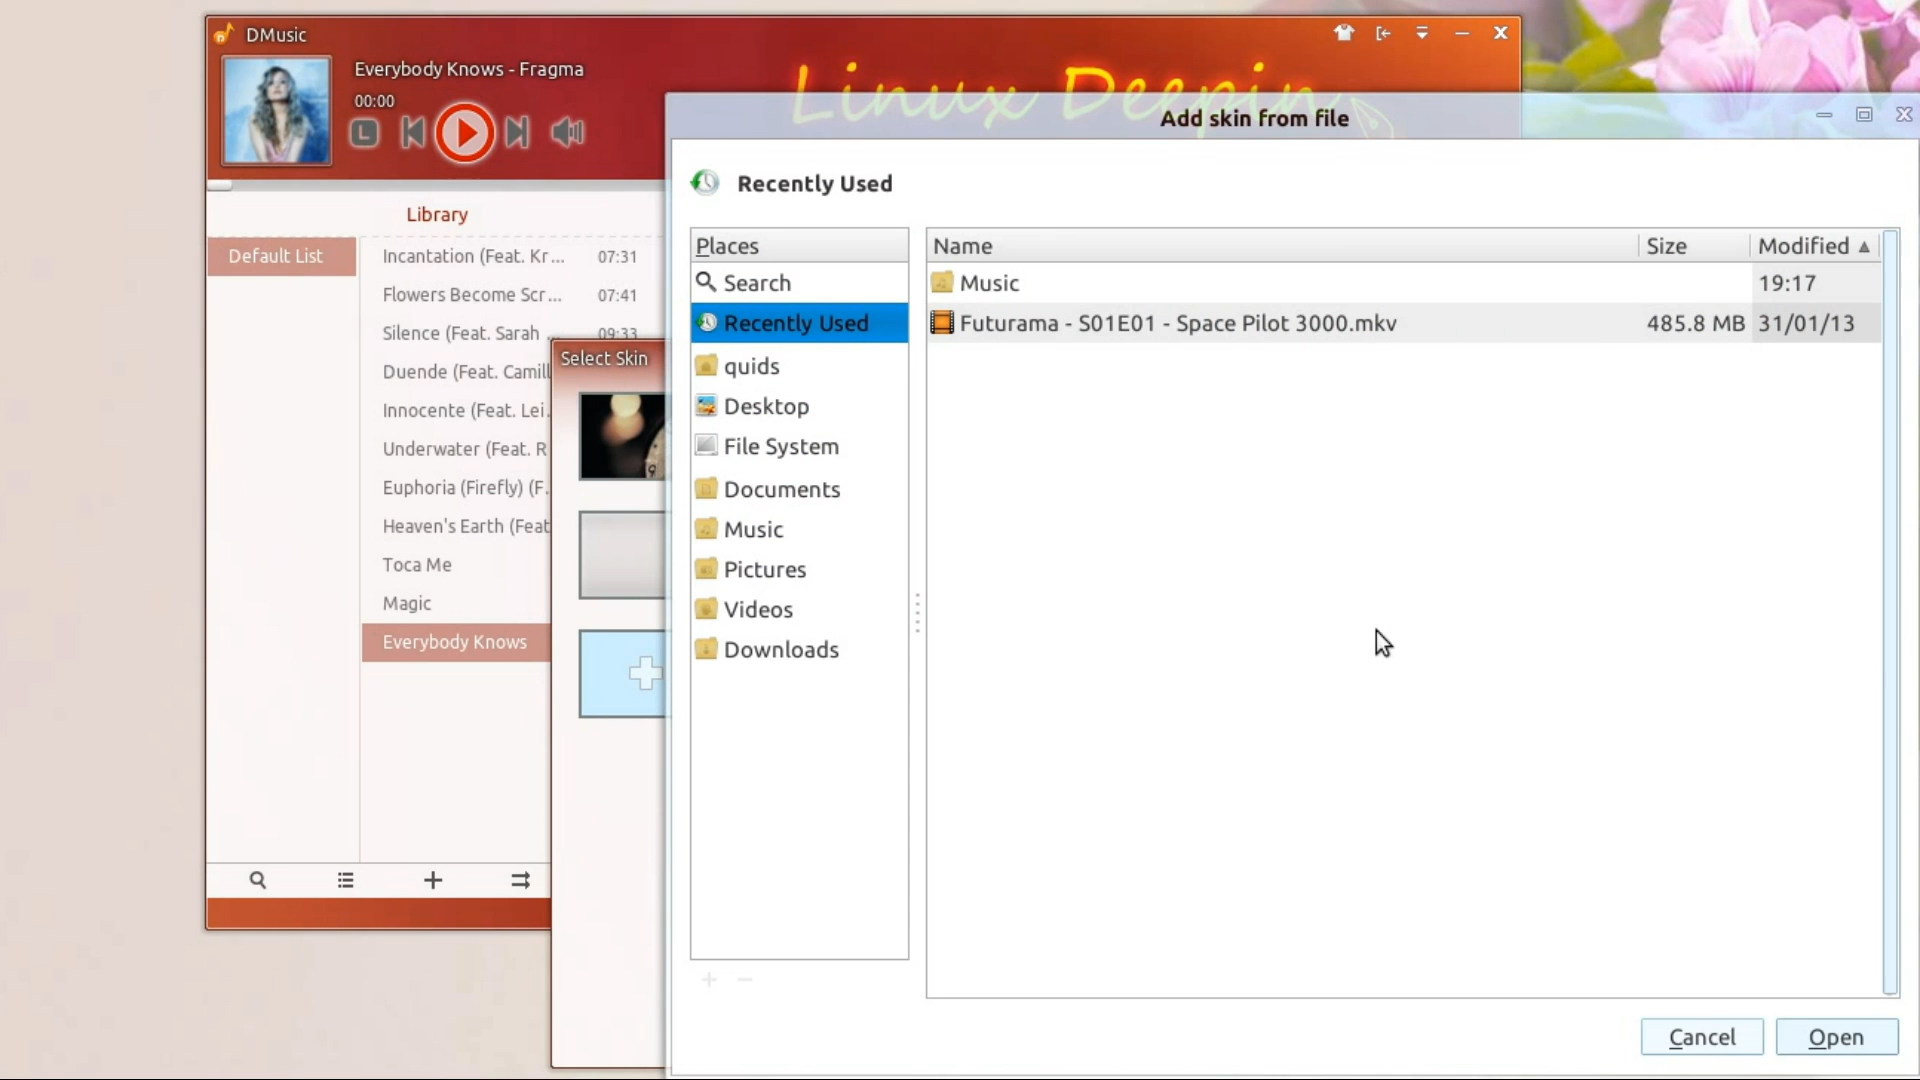 DMusic
Everybody Knows - Fragma
00:00
Linux Deepin
Library
Default List
Incantation (Feat. Kr... 07:31
Flowers Become Scr... 07:41
Silence (Feat. Sarah ... 09:33
Duende (Feat. Camill
Innocente (Feat. Lei.
Underwater (Feat. R
Euphoria (Firefly) (F.
Heaven's Earth (Feat
Toca Me
Magic
Everybody Knows
Select Skin
Add skin from file
Recently Used
Places
Search
Recently Used
quids
Desktop
File System
Documents
Music
Pictures
Videos
Downloads
Name Size Modified
Music 19:17
Futurama - S01E01 - Space Pilot 3000.mkv 485.8 MB 31/01/13
Cancel Open